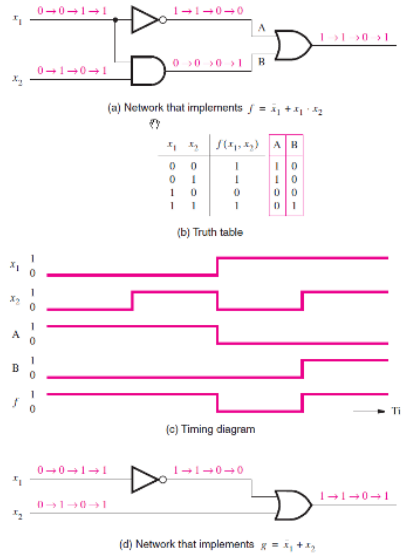 x₁ 0→0→1→1 1→1→0→0
A
1→1→0→1
0→0→0→1
B
x₂ 0→1→0→1
(a) Network that implements f = x̄₁ + x₁ · x₂
x₁ x₂ f(x₁, x₂) A B
0 0 1 1 0
0 1 1 1 0
1 0 0 0 0
1 1 1 0 1
(b) Truth table
x₁ 1 0
x₂ 1 0
A 1 0
B 1 0
f 1 0
Ti
(c) Timing diagram
x₁ 0→0→1→1 1→1→0→0
1→1→0→1
x₂ 0→1→0→1
(d) Network that implements g = x̄₁ + x₂